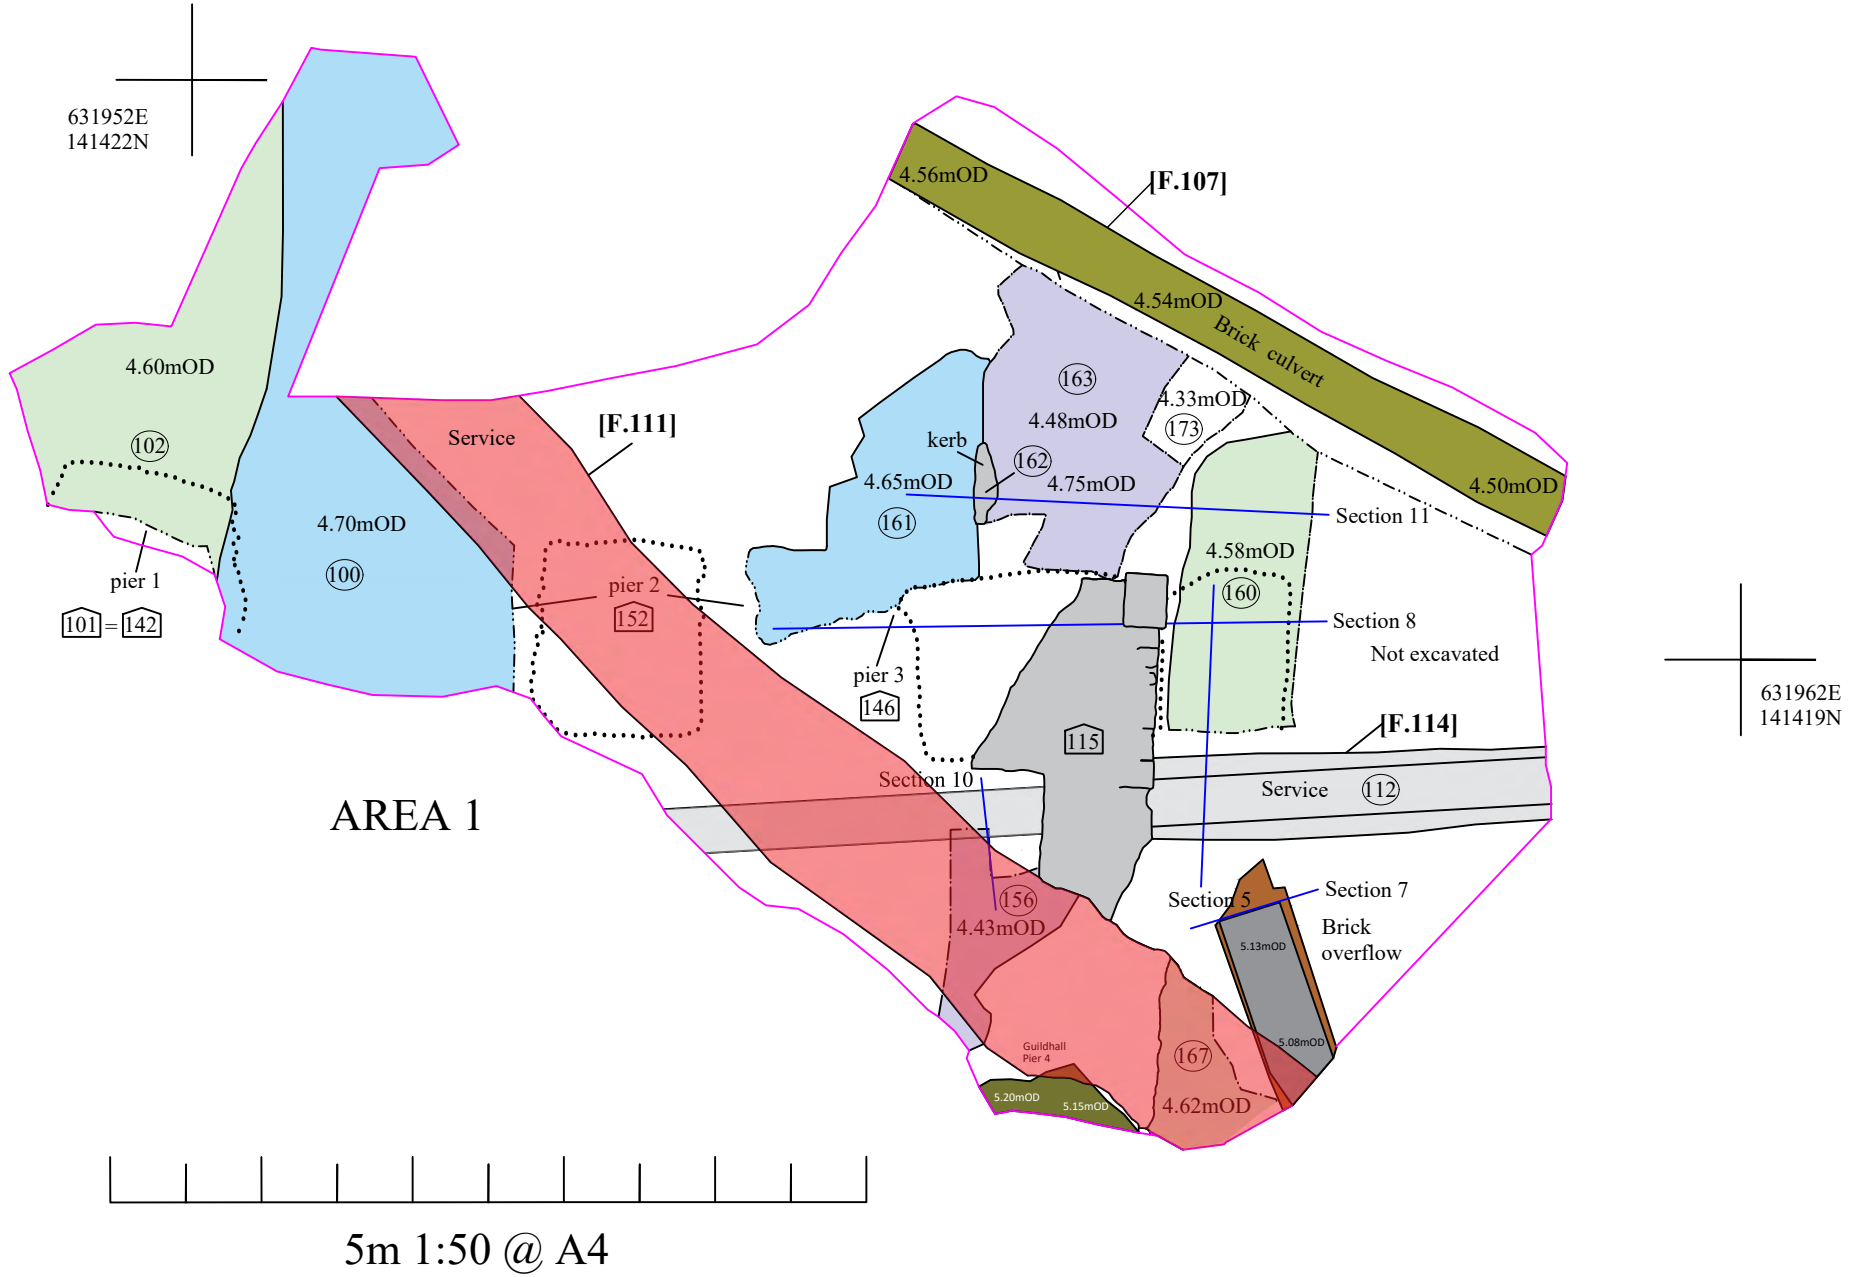 631952E
141422N
4.56mOD
[F.107]
4.54mOD
Brick culvert
4.60mOD
163
4.33mOD
[F.111]
Service
4.48mOD
173
kerb
102
162
4.65mOD
4.75mOD
4.50mOD
Section 11
4.70mOD
161
4.58mOD
100
pier 1
pier 2
160
101 = 142
152
Section 8
Not excavated
pier 3
146
631962E
141419N
[F.114]
115
Section 10
Service 112
AREA 1
Section 7
156
Section 5
4.43mOD
Brick
overflow
5.13mOD
5.08mOD
Guildhall
Pier 4
167
5.20mOD
5.15mOD
4.62mOD
5m 1:50 @ A4